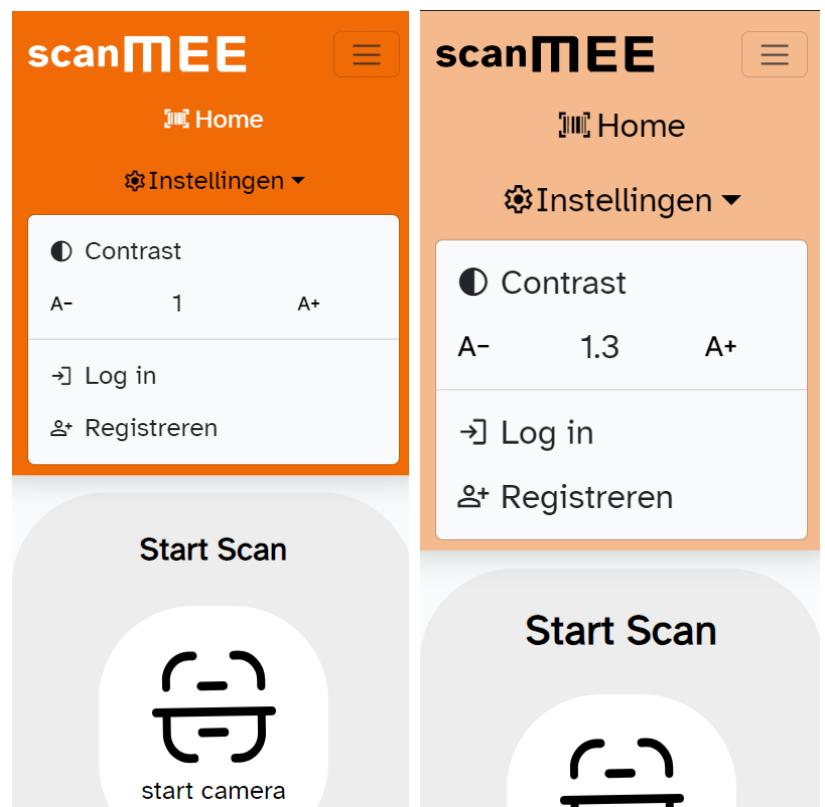 scanMEE
Home
Instellingen
Contrast
A- 1 A+
Log in
Registreren
Start Scan
start camera
scanMEE
Home
Instellingen
Contrast
A- 1.3 A+
Log in
Registreren
Start Scan